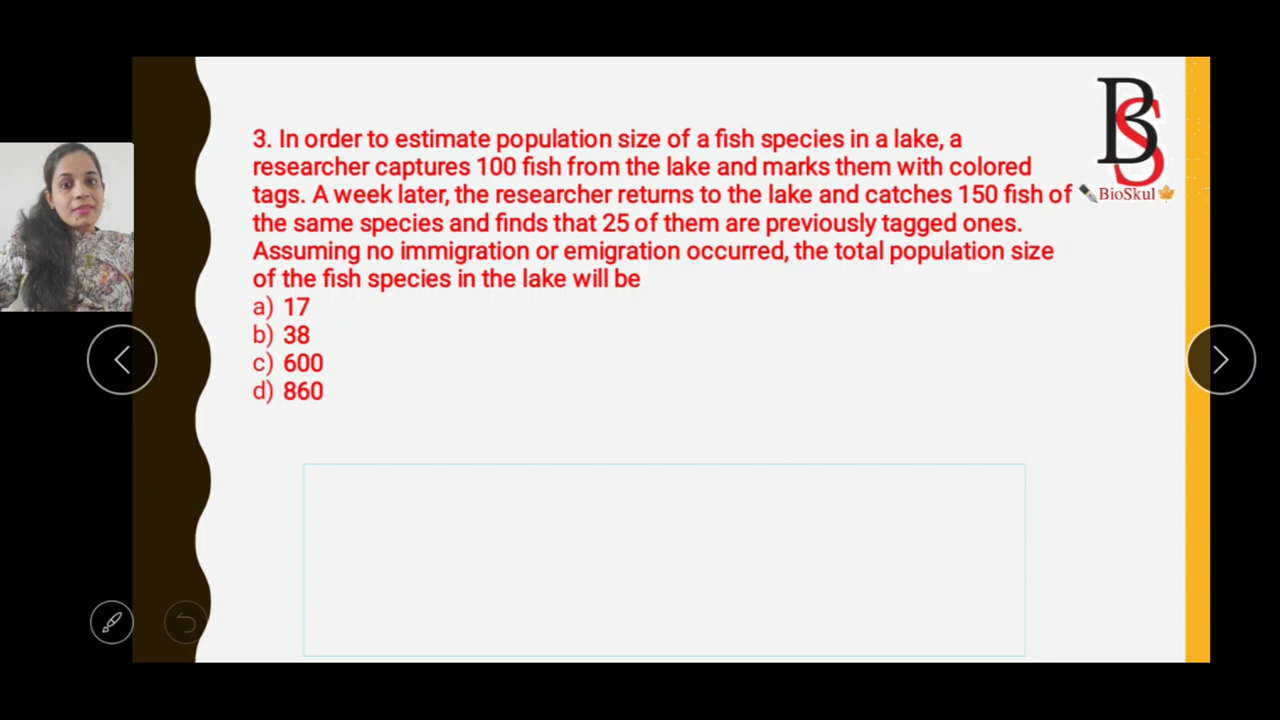 3. In order to estimate population size of a fish species in a lake, a
researcher captures 100 fish from the lake and marks them with colored
tags. A week later, the researcher returns to the lake and catches 150 fish of
the same species and finds that 25 of them are previously tagged ones.
Assuming no immigration or emigration occurred, the total population size
of the fish species in the lake will be
a) 17
b) 38
c) 600
d) 860
BS
BioSkul